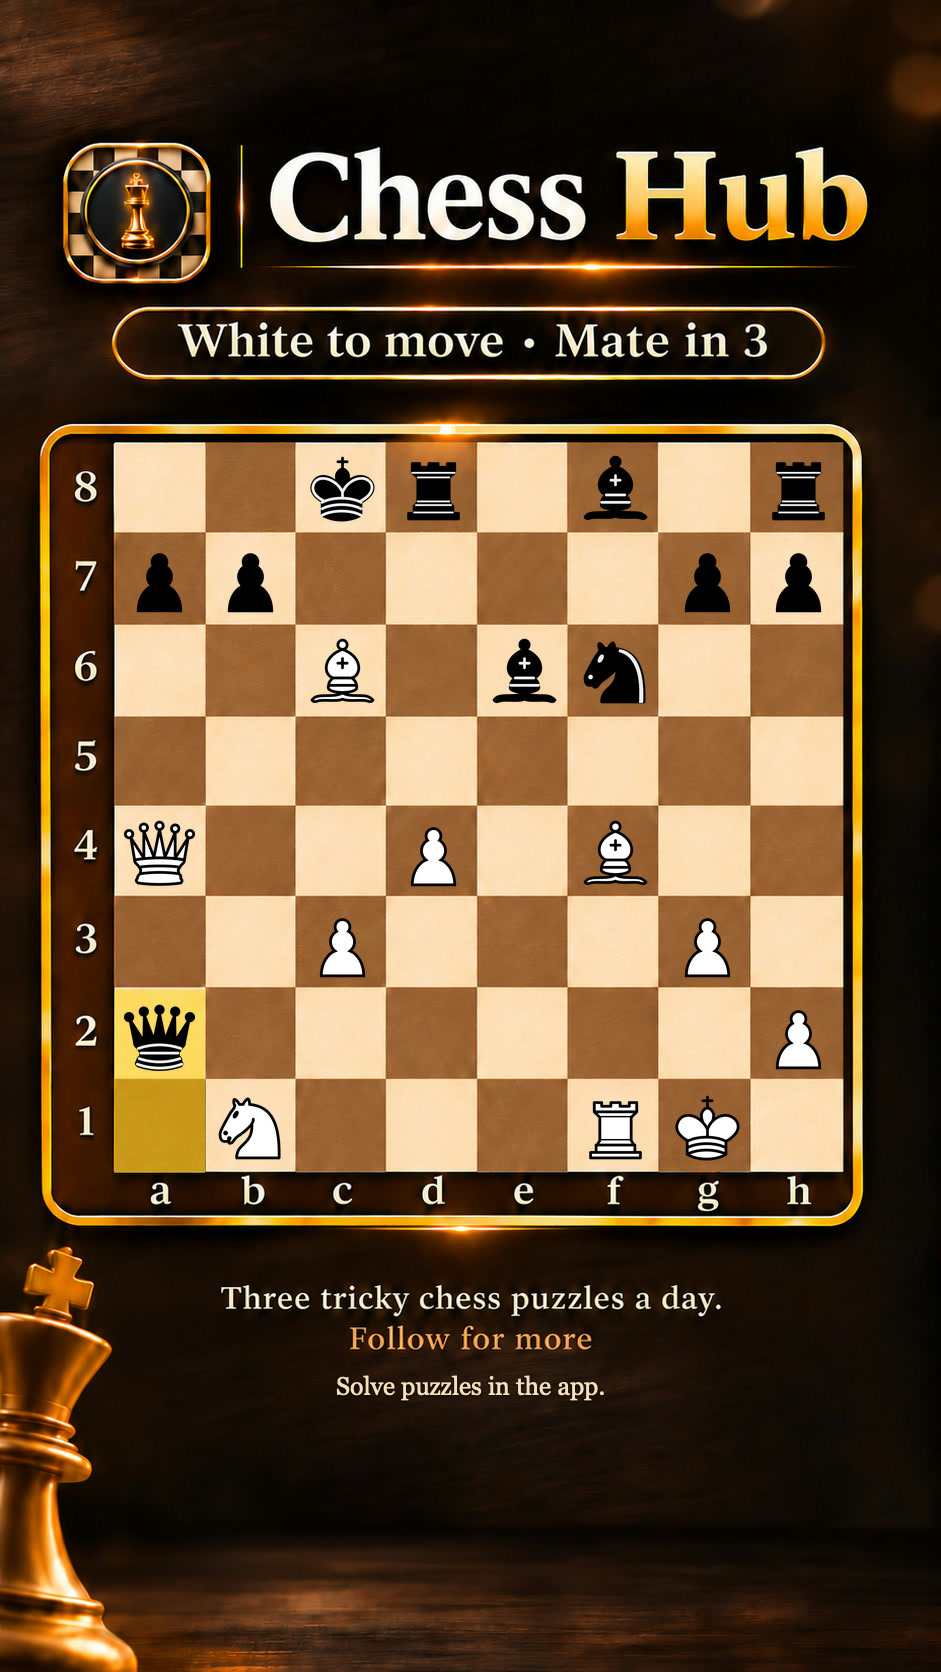 Chess Hub
White to move • Mate in 3
8
7
6
5
4
3
2
1
a b c d e f g h
Three tricky chess puzzles a day.
Follow for more
Solve puzzles in the app.